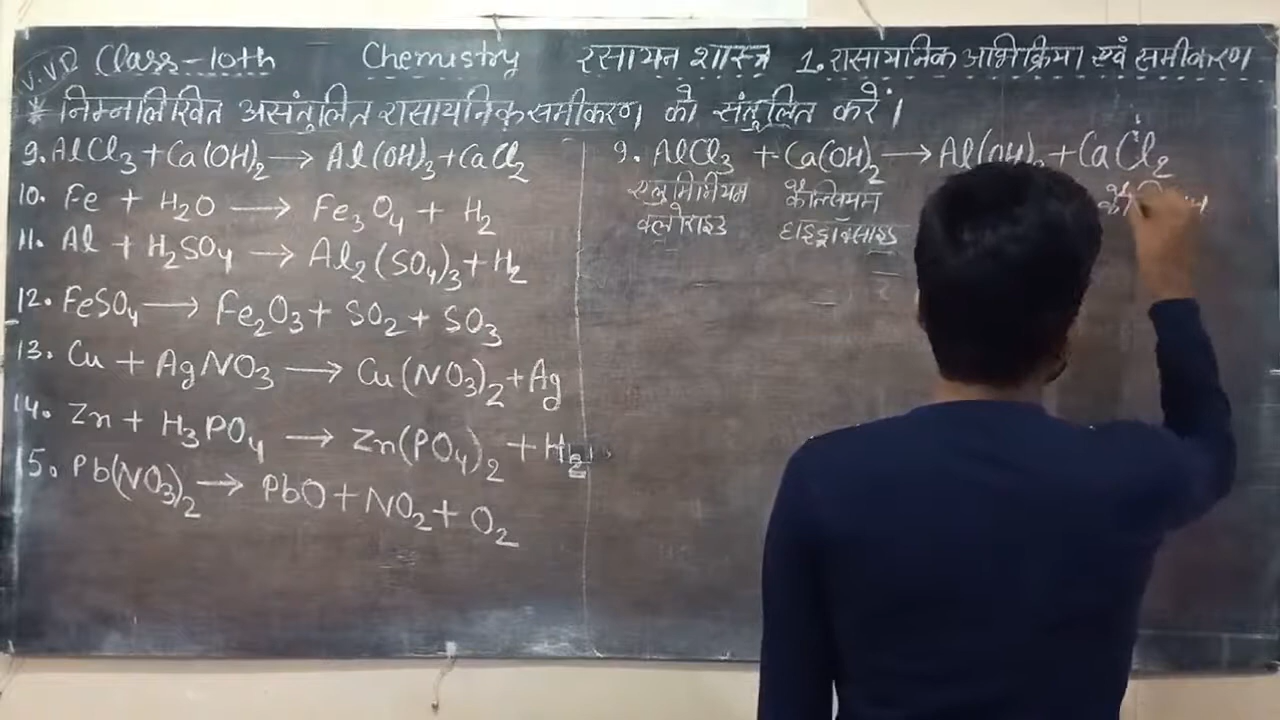 V.V.I Class-10th Chemistry रसायन शास्त्र 1. रासायनिक अभिक्रिया एवं समीकरण
* निम्नलिखित असंतुलित रासायनिक समीकरण को संतुलित करें।
9. AlCl₃ + Ca(OH)₂ → Al(OH)₃ + CaCl₂
10. Fe + H₂O → Fe₃O₄ + H₂
11. Al + H₂SO₄ → Al₂(SO₄)₃ + H₂
12. FeSO₄ → Fe₂O₃ + SO₂ + SO₃
13. Cu + AgNO₃ → Cu(NO₃)₂ + Ag
14. Zn + H₃PO₄ → Zn(PO₄)₂ + H₂
5. Pb(NO₃)₂ → PbO + NO₂ + O₂
9. AlCl₃ + Ca(OH)₂ → Al(OH)₃ + CaCl₂
एलुमिनियम कैल्सियम
क्लोराइड हाइड्राक्साइड